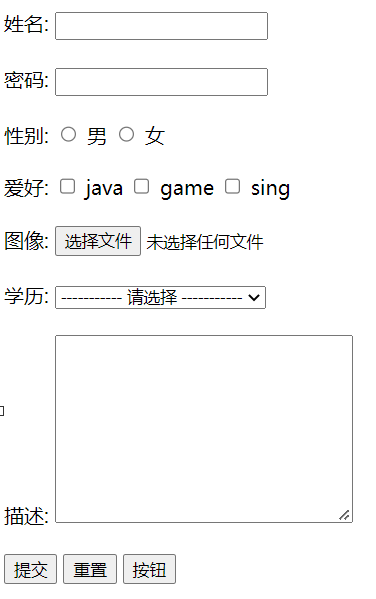 姓名:
密码:
性别: 男 女
爱好: java game sing
图像: 选择文件 未选择任何文件
学历: ----------- 请选择 -----------
描述:
提交 重置 按钮